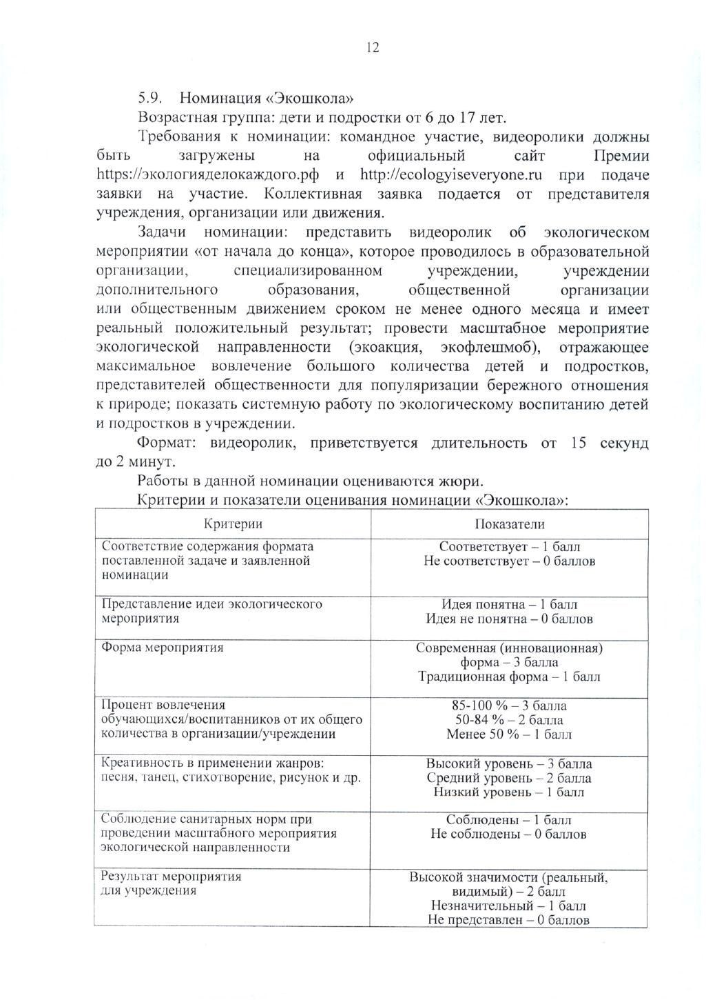 12
5.9. Номинация «Экошкола»
Возрастная группа: дети и подростки от 6 до 17 лет.
Требования к номинации: командное участие, видеоролики должны
быть загружены на официальный сайт Премии
https://экологияделокаждого.рф и http://ecologyiseveryone.ru при подаче
заявки на участие. Коллективная заявка подается от представителя
учреждения, организации или движения.
Задачи номинации: представить видеоролик об экологическом
мероприятии «от начала до конца», которое проводилось в образовательной
организации, специализированном учреждении, учреждении
дополнительного образования, общественной организации
или общественным движением сроком не менее одного месяца и имеет
реальный положительный результат; провести масштабное мероприятие
экологической направленности (экоакция, экофлешмоб), отражающее
максимальное вовлечение большого количества детей и подростков,
представителей общественности для популяризации бережного отношения
к природе; показать системную работу по экологическому воспитанию детей
и подростков в учреждении.
Формат: видеоролик, приветствуется длительность от 15 секунд
до 2 минут.
Работы в данной номинации оцениваются жюри.
Критерии и показатели оценивания номинации «Экошкола»:
Критерии
Показатели
Соответствие содержания формата
поставленной задаче и заявленной
номинации
Соответствует – 1 балл
Не соответствует – 0 баллов
Представление идеи экологического
мероприятия
Идея понятна – 1 балл
Идея не понятна – 0 баллов
Форма мероприятия
Современная (инновационная)
форма – 3 балла
Традиционная форма – 1 балл
Процент вовлечения
обучающихся/воспитанников от их общего
количества в организации/учреждении
85-100 % – 3 балла
50-84 % – 2 балла
Менее 50 % – 1 балл
Креативность в применении жанров:
песня, танец, стихотворение, рисунок и др.
Высокий уровень – 3 балла
Средний уровень – 2 балла
Низкий уровень – 1 балл
Соблюдение санитарных норм при
проведении масштабного мероприятия
экологической направленности
Соблюдены – 1 балл
Не соблюдены – 0 баллов
Результат мероприятия
для учреждения
Высокой значимости (реальный,
видимый) – 2 балл
Незначительный – 1 балл
Не представлен – 0 баллов